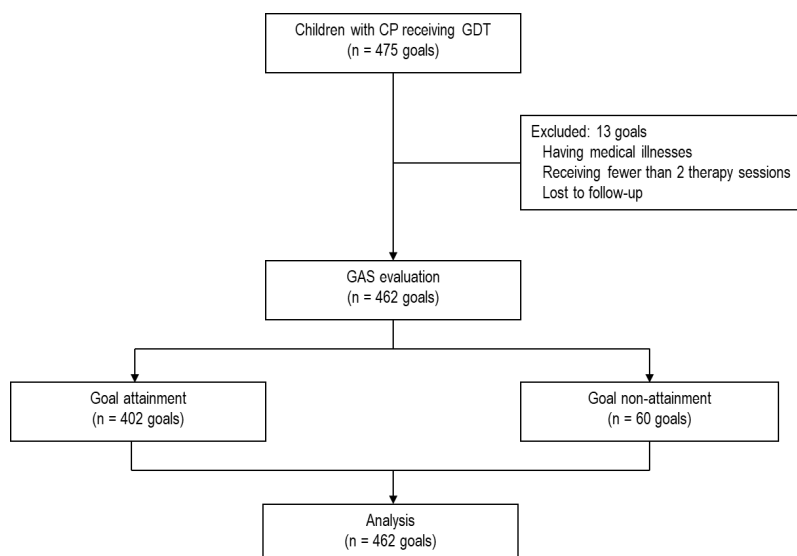 Children with CP receiving GDT
(n = 475 goals)
Excluded: 13 goals
Having medical illnesses
Receiving fewer than 2 therapy sessions
Lost to follow-up
GAS evaluation
(n = 462 goals)
Goal attainment
(n = 402 goals)
Goal non-attainment
(n = 60 goals)
Analysis
(n = 462 goals)